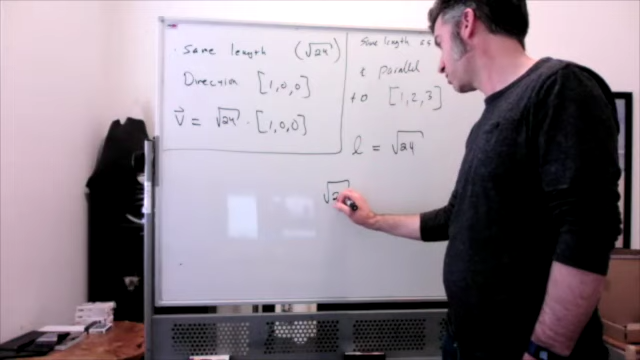 · Same length (√24)
Direction [1,0,0]
v⃗ = √24 · [1,0,0]
Same length as
& parallel
to [1,2,3]
l = √24
√2